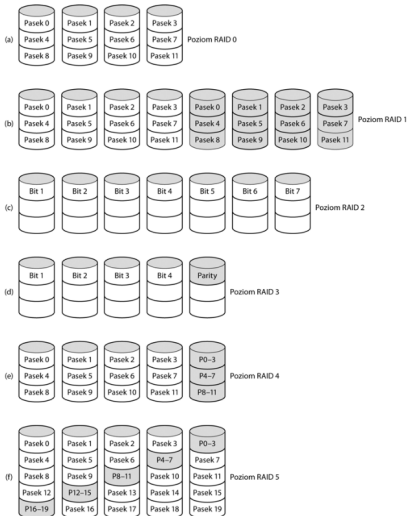 Pasek 0 Pasek 1 Pasek 2 Pasek 3
(a) Pasek 4 Pasek 5 Pasek 6 Pasek 7 Poziom RAID 0
Pasek 8 Pasek 9 Pasek 10 Pasek 11
Pasek 0 Pasek 1 Pasek 2 Pasek 3 Pasek 0 Pasek 1 Pasek 2 Pasek 3
(b) Pasek 4 Pasek 5 Pasek 6 Pasek 7 Pasek 4 Pasek 5 Pasek 6 Pasek 7 Poziom RAID 1
Pasek 8 Pasek 9 Pasek 10 Pasek 11 Pasek 8 Pasek 9 Pasek 10 Pasek 11
Bit 1 Bit 2 Bit 3 Bit 4 Bit 5 Bit 6 Bit 7
(c) Poziom RAID 2
Bit 1 Bit 2 Bit 3 Bit 4 Parity
(d) Poziom RAID 3
Pasek 0 Pasek 1 Pasek 2 Pasek 3 P0–3
(e) Pasek 4 Pasek 5 Pasek 6 Pasek 7 P4–7 Poziom RAID 4
Pasek 8 Pasek 9 Pasek 10 Pasek 11 P8–11
Pasek 0 Pasek 1 Pasek 2 Pasek 3 P0–3
Pasek 4 Pasek 5 Pasek 6 P4–7 Pasek 7
(f) Pasek 8 Pasek 9 P8–11 Pasek 10 Pasek 11 Poziom RAID 5
Pasek 12 P12–15 Pasek 13 Pasek 14 Pasek 15
P16–19 Pasek 16 Pasek 17 Pasek 18 Pasek 19